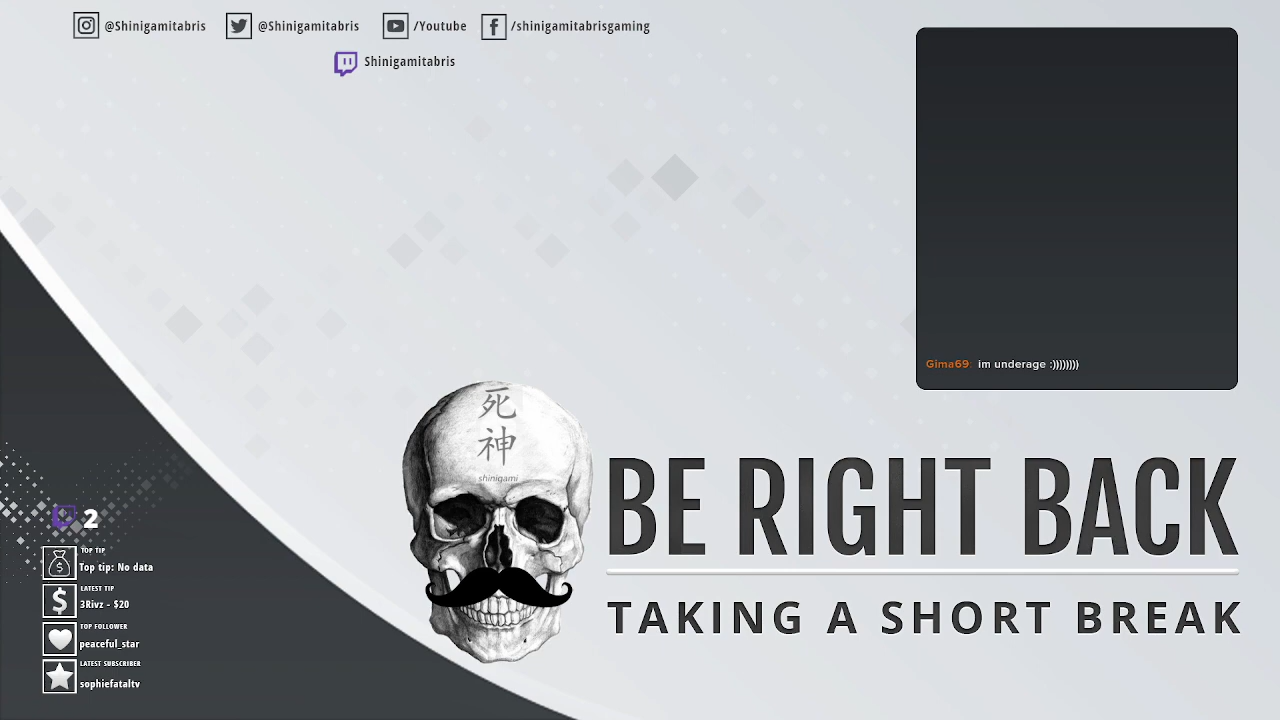 @Shinigamitabris @Shinigamitabris /Youtube /shinigamitabrisgaming
Shinigamitabris
Gima69: im underage :))))))))
死
神
shinigami
BE RIGHT BACK
TAKING A SHORT BREAK
2
TOP TIP
Top tip: No data
LATEST TIP
3Rivz - $20
TOP FOLLOWER
peaceful_star
LATEST SUBSCRIBER
sophiefataltv